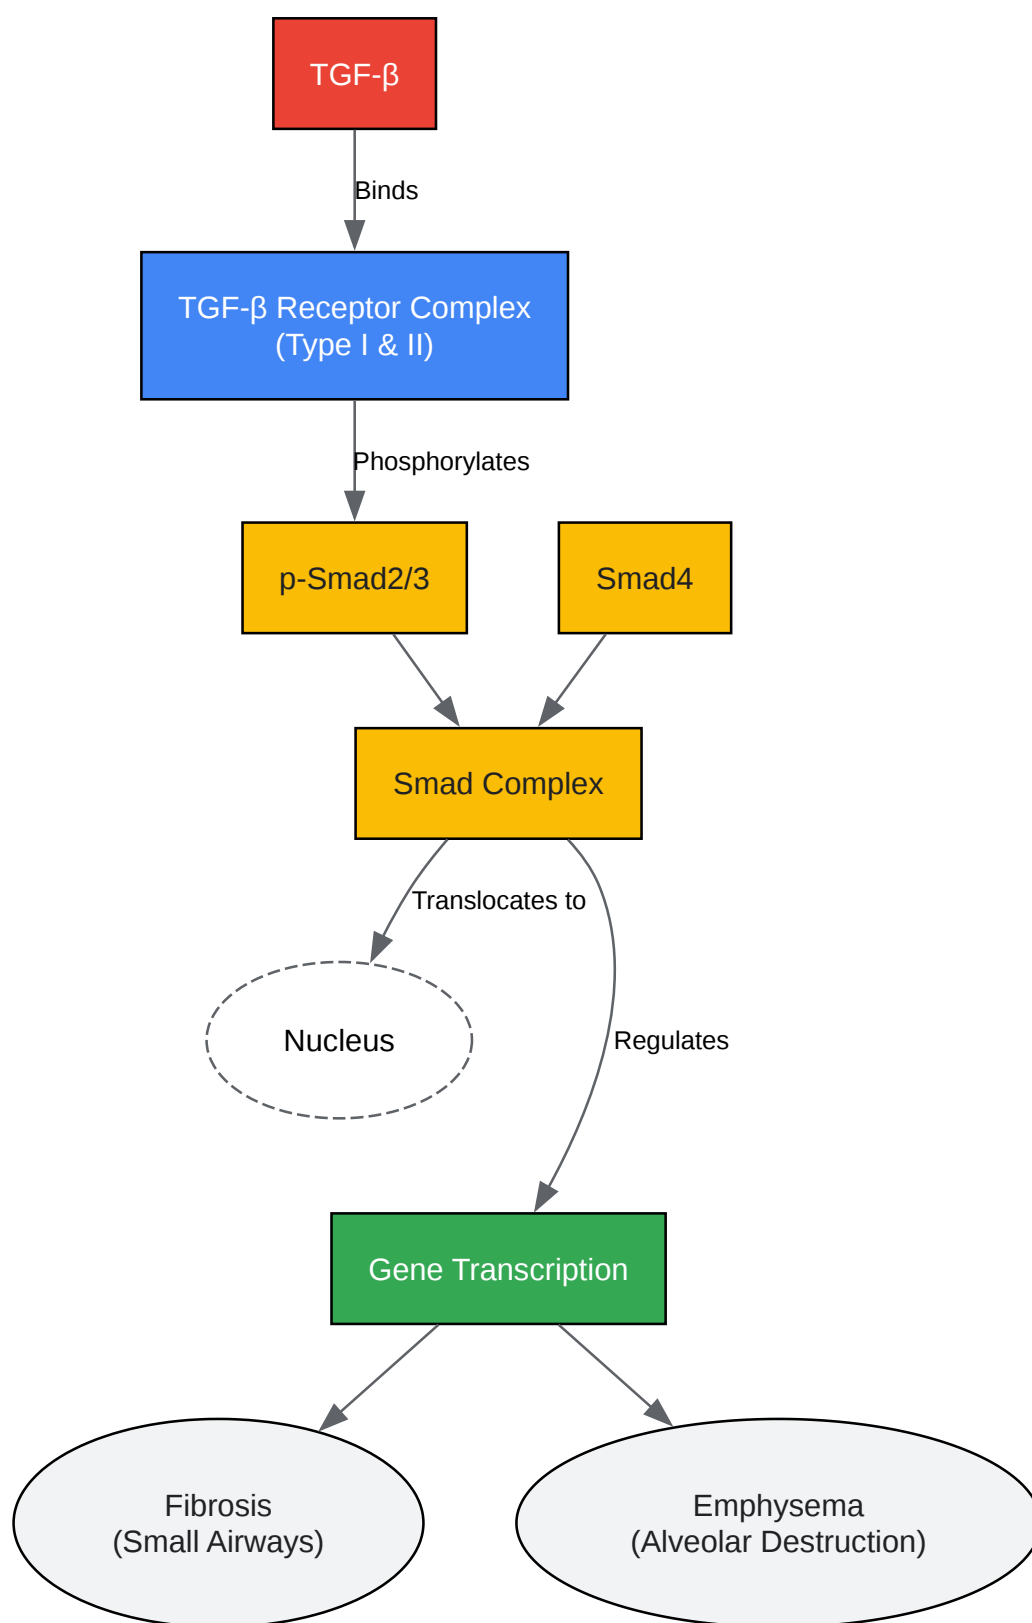 TGF-β
Binds
TGF-β Receptor Complex
(Type I & II)
Phosphorylates
p-Smad2/3
Smad4
Smad Complex
Translocates to
Nucleus
Regulates
Gene Transcription
Fibrosis
(Small Airways)
Emphysema
(Alveolar Destruction)